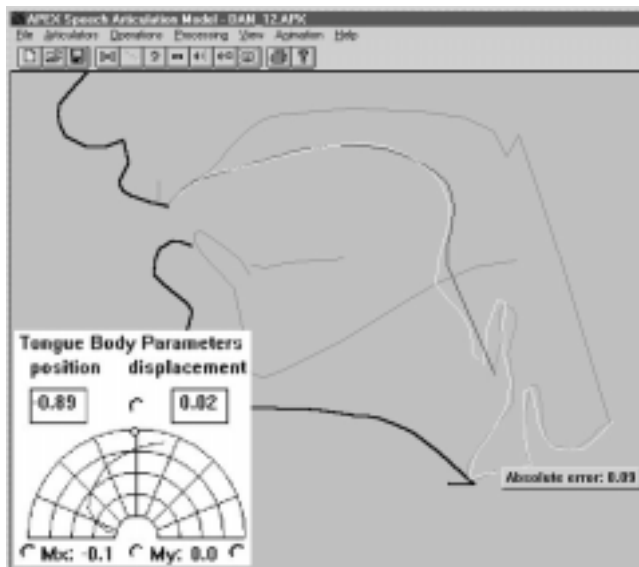 APEX Speech Articulation Model - DAN_12.APX
File Articulators Operations Processing View Agimation Help
Tongue Body Parameters
position displacement
-0.89 0.02
Absolute error: 0.09
Mx: -0.1 My: 0.0